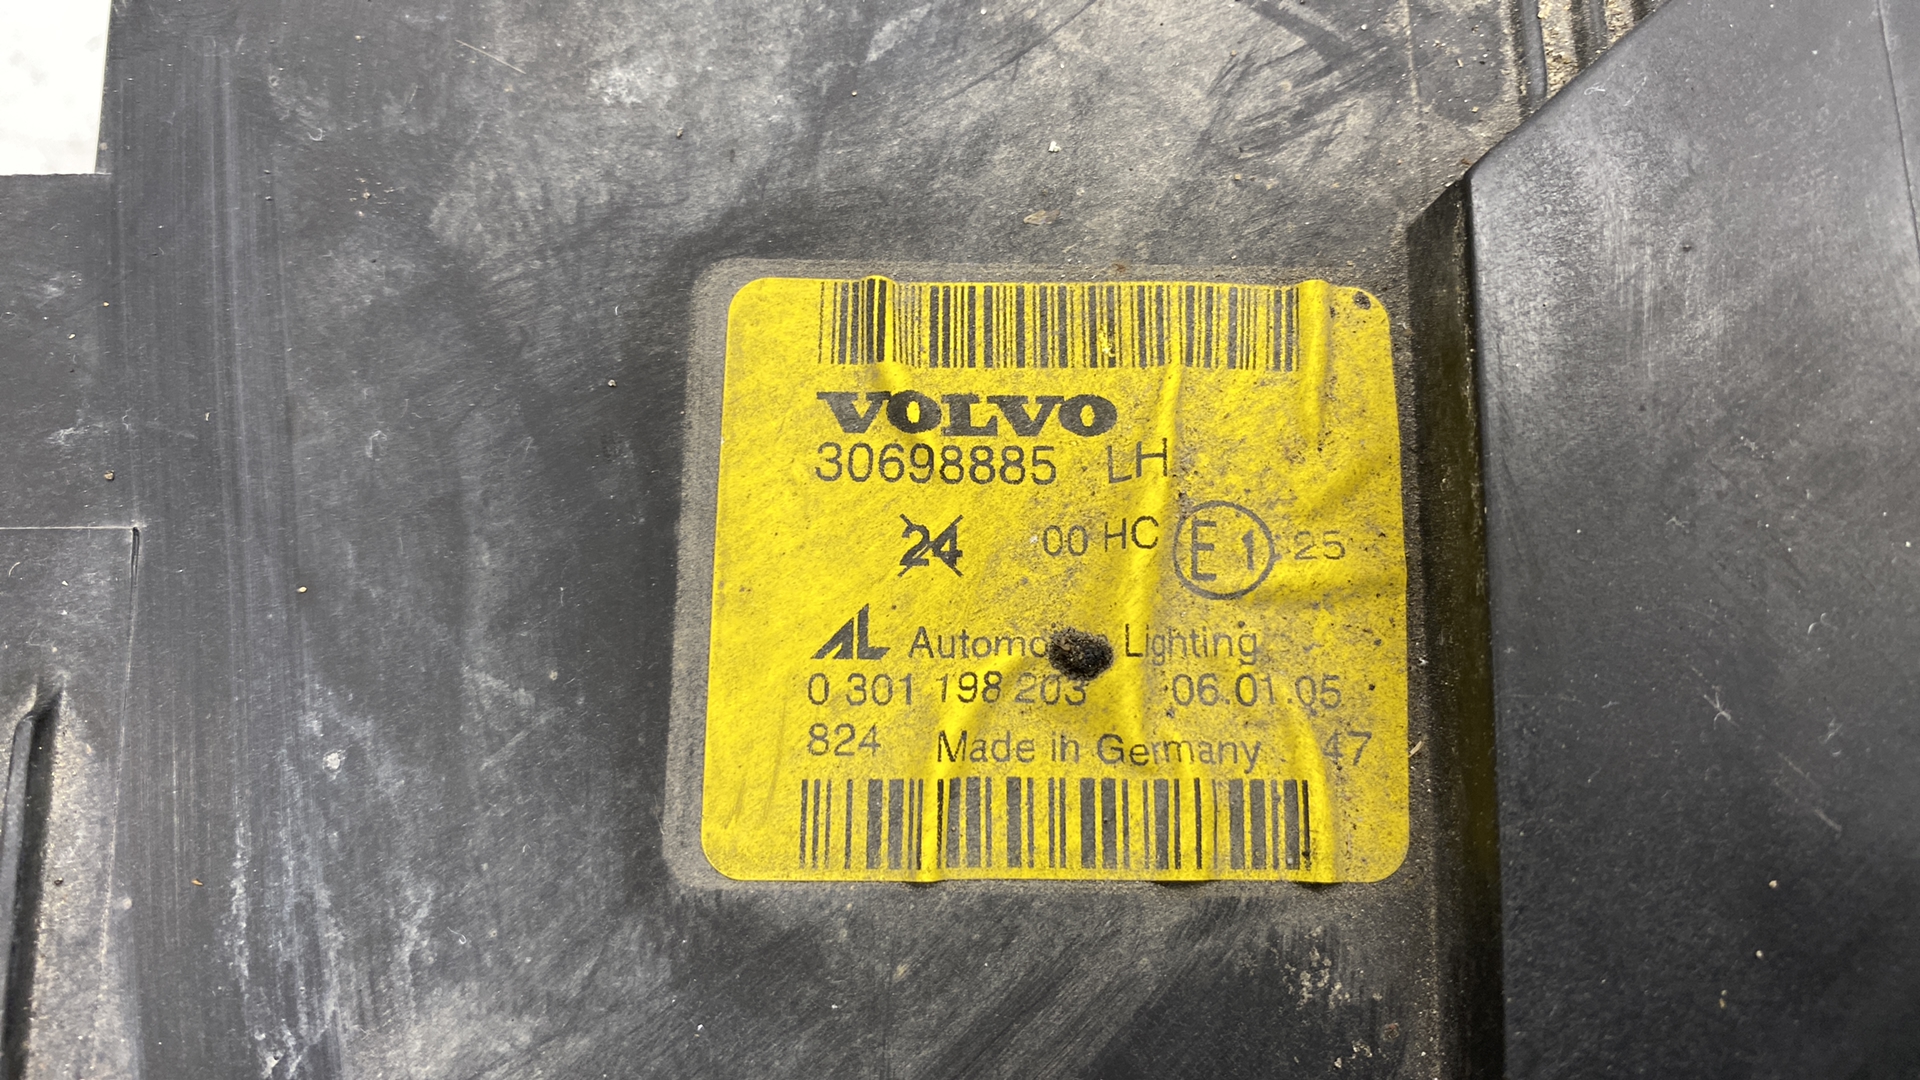 VOLVO
30698885 LH
24 00 HC E1 25
AL Automotive Lighting
0 301 198 203 06.01.05
824 Made in Germany 47